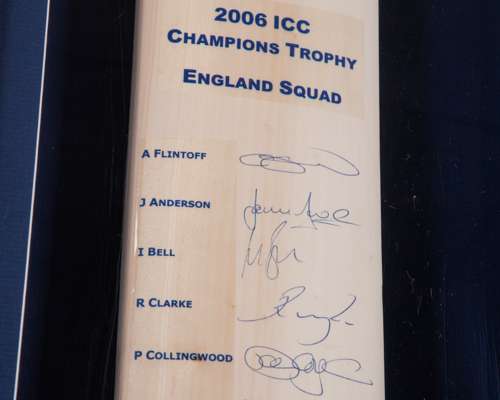 2006 ICC
CHAMPIONS TROPHY
ENGLAND SQUAD
A FLINTOFF
J ANDERSON
I BELL
R CLARKE
P COLLINGWOOD